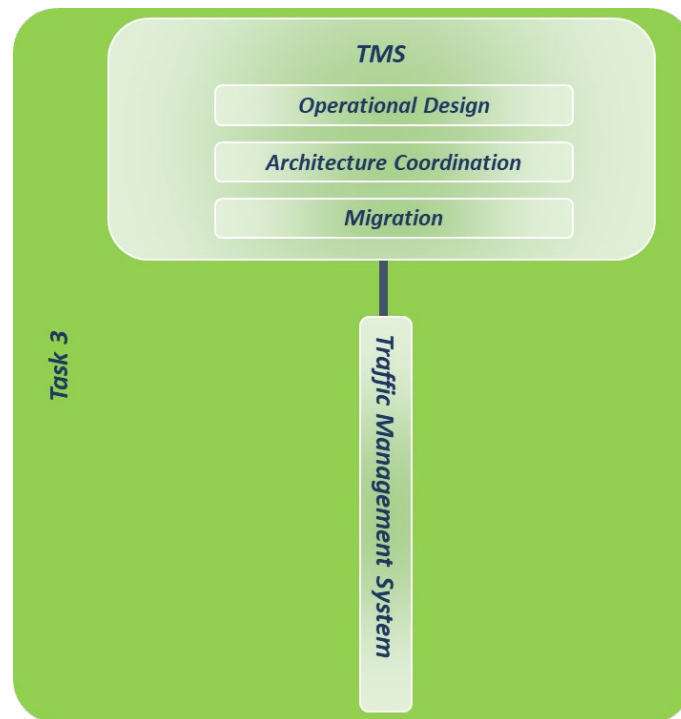 TMS
Operational Design
Architecture Coordination
Migration
Task 3
Traffic Management System